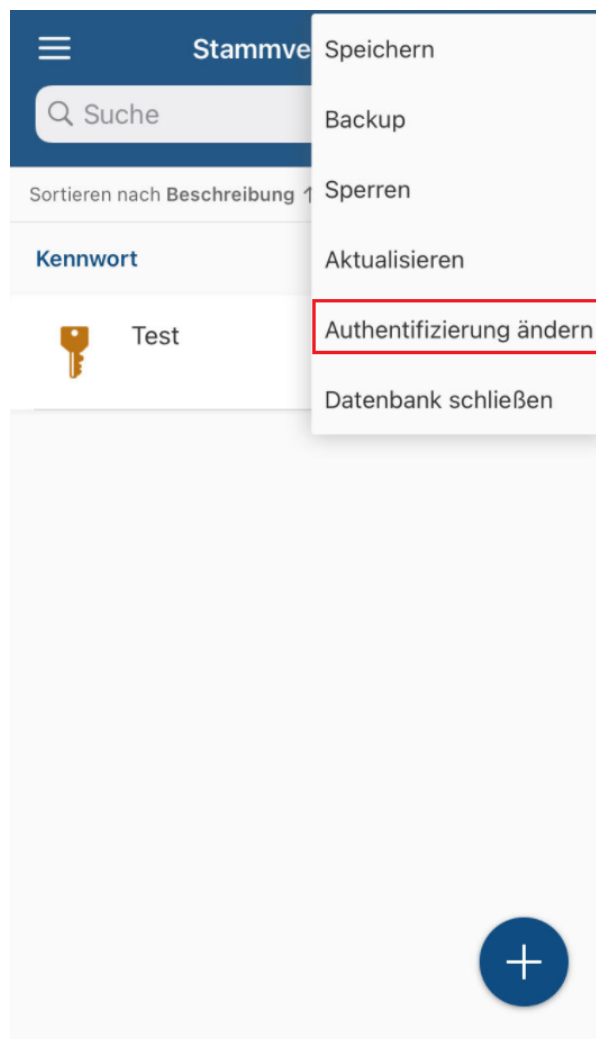 Stammve
Suche
Sortieren nach Beschreibung
Kennwort
Test
Speichern
Backup
Sperren
Aktualisieren
Authentifizierung ändern
Datenbank schließen